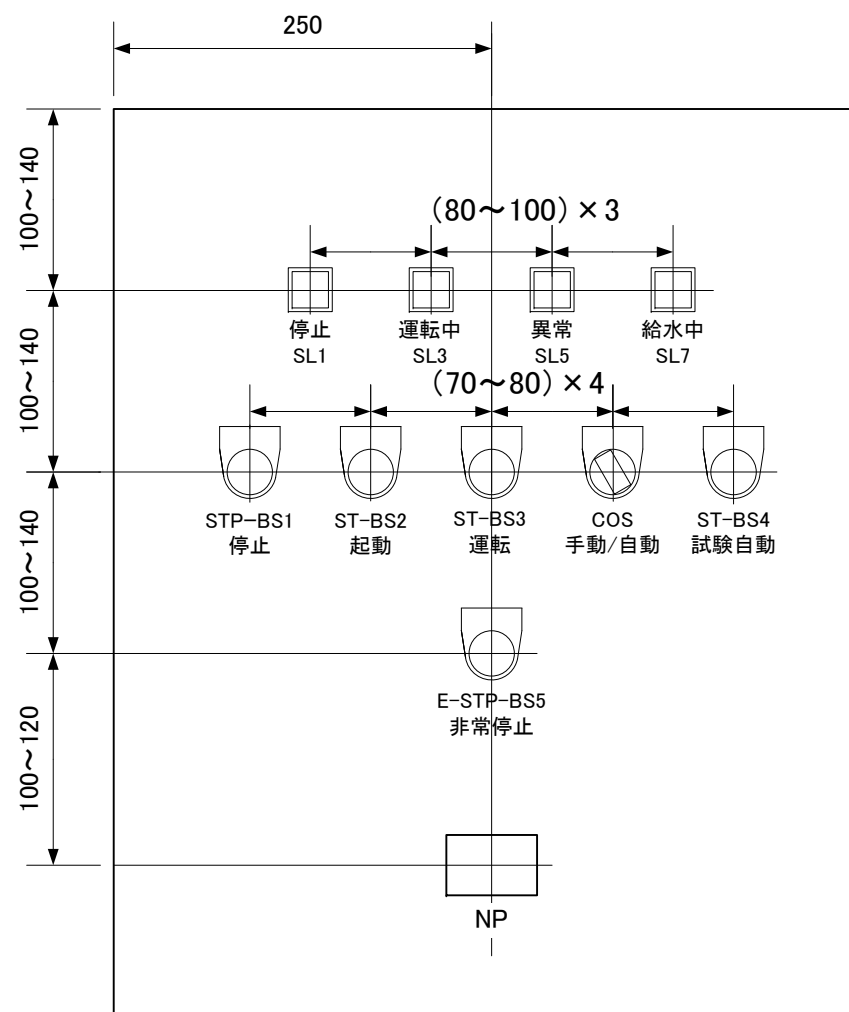 250
100～140
(80～100)×3
停止
SL1
運転中
SL3
異常
SL5
給水中
SL7
100～140
(70～80)×4
STP-BS1
停止
ST-BS2
起動
ST-BS3
運転
COS
手動/自動
ST-BS4
試験自動
100～140
E-STP-BS5
非常停止
100～120
NP